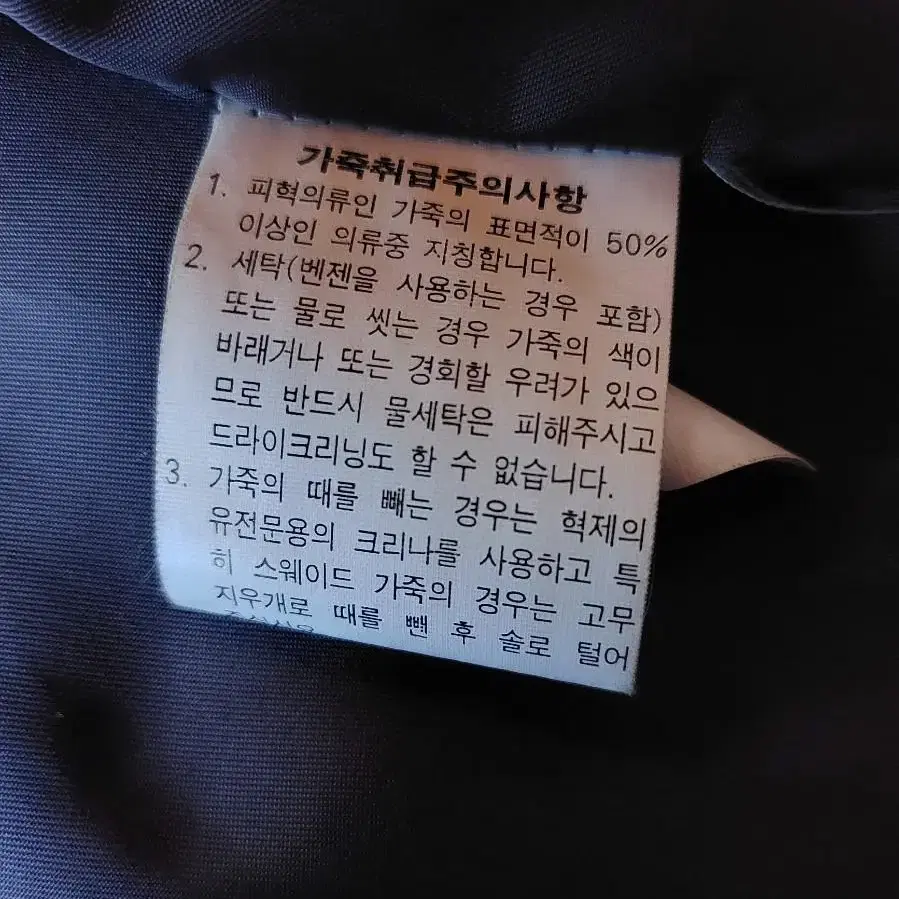 가죽취급주의사항
1. 피혁의류인 가죽의 표면적이 50%
이상인 의류중 지칭합니다.
2. 세탁(벤젠을 사용하는 경우 포함)
또는 물로 씻는 경우 가죽의 색이
바래거나 또는 경회할 우려가 있으
므로 반드시 물세탁은 피해주시고
드라이크리닝도 할 수 없습니다.
3. 가죽의 때를 빼는 경우는 혁제의
유전문용의 크리나를 사용하고 특
히 스웨이드 가죽의 경우는 고무
지우개로 때를 뺀 후 솔로 털어